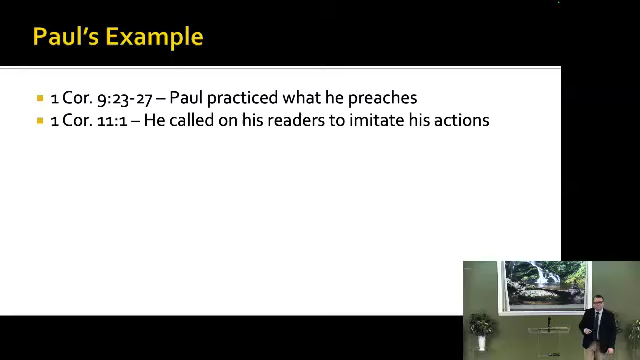 Paul's Example
1 Cor. 9:23-27 – Paul practiced what he preaches
1 Cor. 11:1 – He called on his readers to imitate his actions